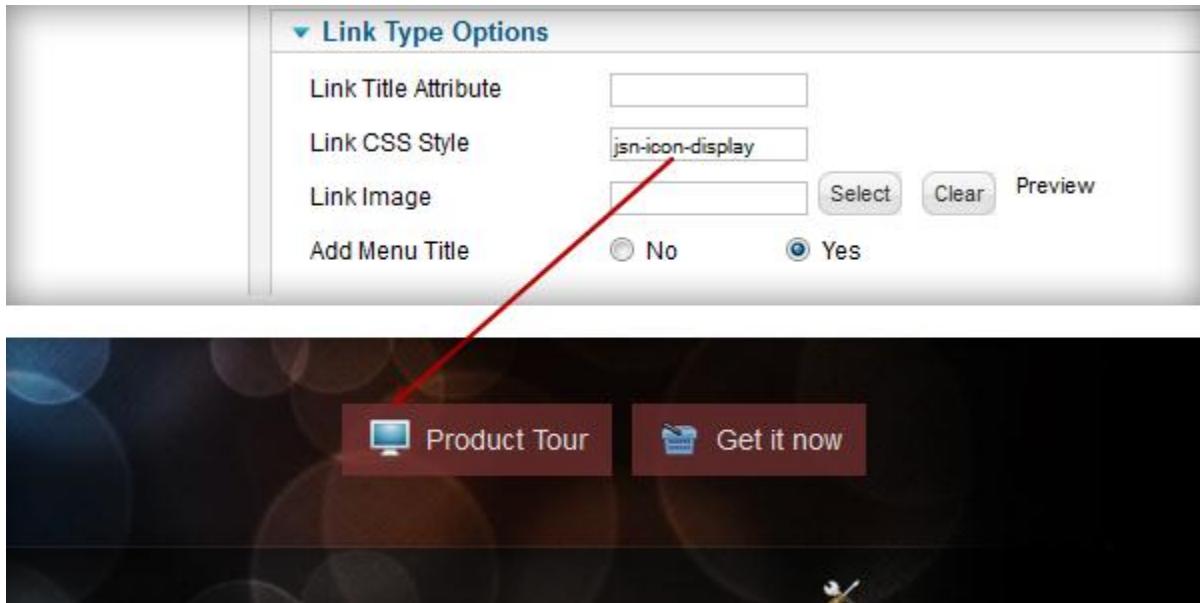 Link Type Options
Link Title Attribute
Link CSS Style jsn-icon-display
Link Image Select Clear Preview
Add Menu Title No Yes
Product Tour Get it now